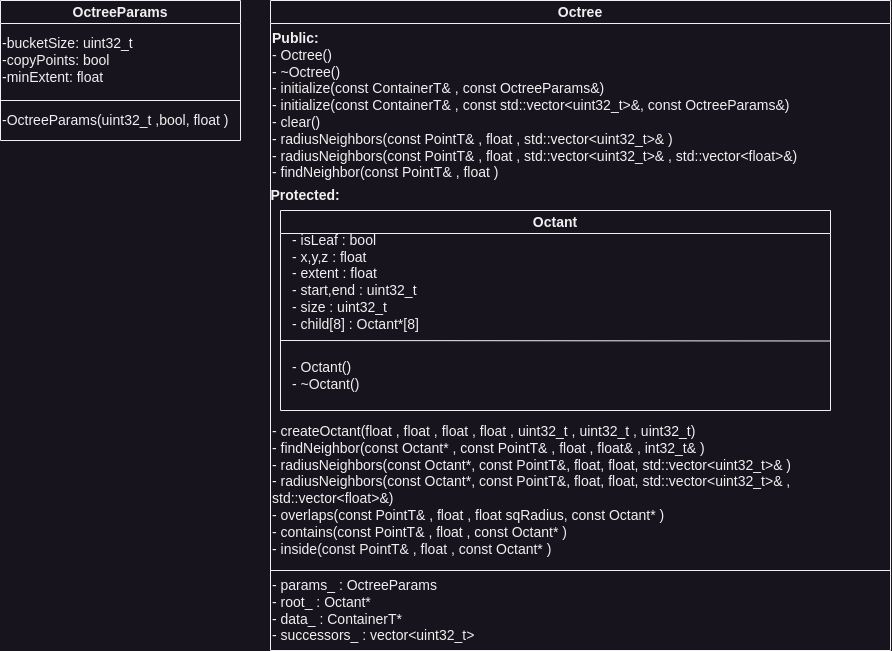 OctreeParams
-bucketSize: uint32_t
-copyPoints: bool
-minExtent: float
-OctreeParams(uint32_t ,bool, float )
Octree
Public:
- Octree()
- ~Octree()
- initialize(const ContainerT& , const OctreeParams&)
- initialize(const ContainerT& , const std::vector<uint32_t>&, const OctreeParams&)
- clear()
- radiusNeighbors(const PointT& , float , std::vector<uint32_t>& )
- radiusNeighbors(const PointT& , float , std::vector<uint32_t>& , std::vector<float>&)
- findNeighbor(const PointT& , float )
Protected:
Octant
- isLeaf : bool
- x,y,z : float
- extent : float
- start,end : uint32_t
- size : uint32_t
- child[8] : Octant*[8]
- Octant()
- ~Octant()
- createOctant(float , float , float , float , uint32_t , uint32_t , uint32_t)
- findNeighbor(const Octant* , const PointT& , float , float& , int32_t& )
- radiusNeighbors(const Octant*, const PointT&, float, float, std::vector<uint32_t>& )
- radiusNeighbors(const Octant*, const PointT&, float, float, std::vector<uint32_t>& ,
std::vector<float>&)
- overlaps(const PointT& , float , float sqRadius, const Octant* )
- contains(const PointT& , float , const Octant* )
- inside(const PointT& , float , const Octant* )
- params_ : OctreeParams
- root_ : Octant*
- data_ : ContainerT*
- successors_ : vector<uint32_t>